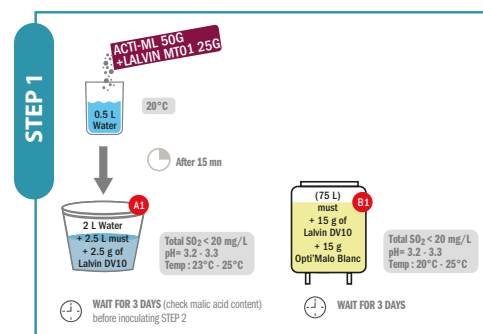 STEP 1
ACTI-ML 50G
+LALVIN MT01 25G
0.5 L
Water
20°C
After 15 mn
A1
2 L Water
+ 2.5 L must
+ 2.5 g of
Lalvin DV10
Total SO₂ < 20 mg/L
pH= 3.2 - 3.3
Temp : 23°C - 25°C
WAIT FOR 3 DAYS (check malic acid content)
before inoculating STEP 2
B1
(75 L)
must
+ 15 g of
Lalvin DV10
+ 15 g
Opti'Malo Blanc
Total SO₂ < 20 mg/L
pH= 3.2 - 3.3
Temp : 20°C - 25°C
WAIT FOR 3 DAYS